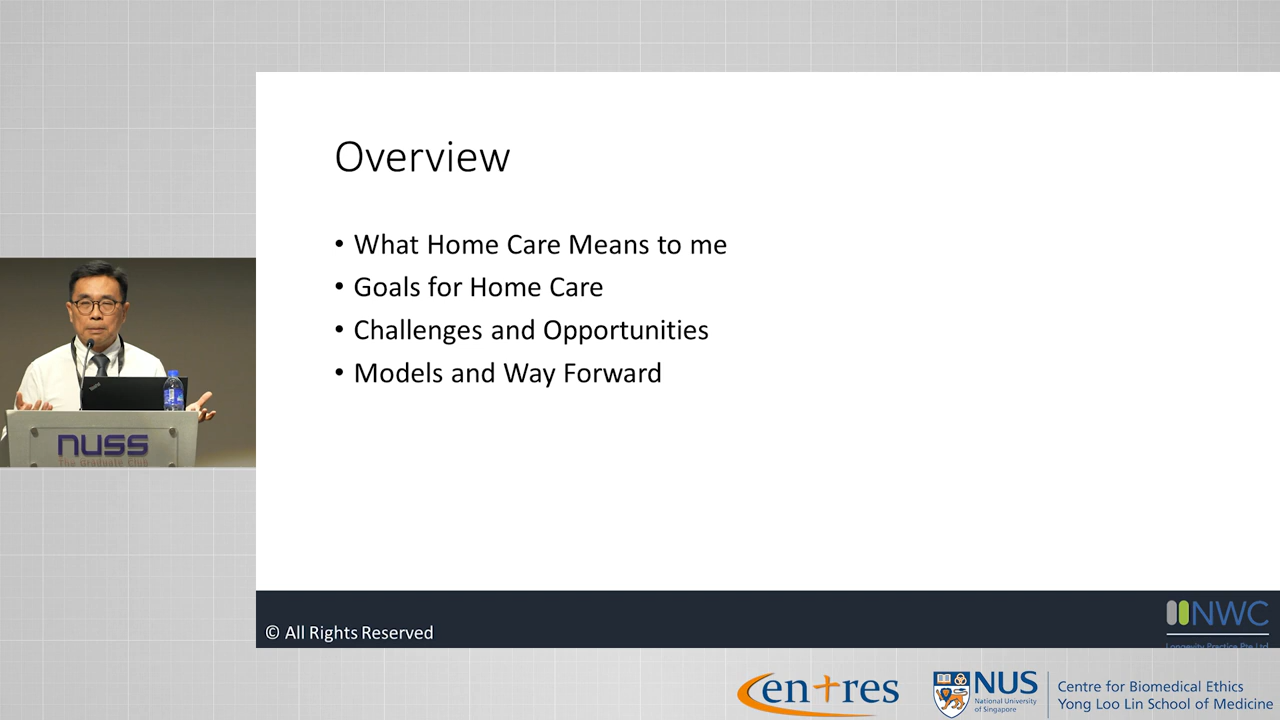 Overview
• What Home Care Means to me
• Goals for Home Care
• Challenges and Opportunities
• Models and Way Forward
nuss
The Graduate Club
© All Rights Reserved
NWC
Longevity Practice Pte Ltd
Centres
NUS
National University
of Singapore
Centre for Biomedical Ethics
Yong Loo Lin School of Medicine